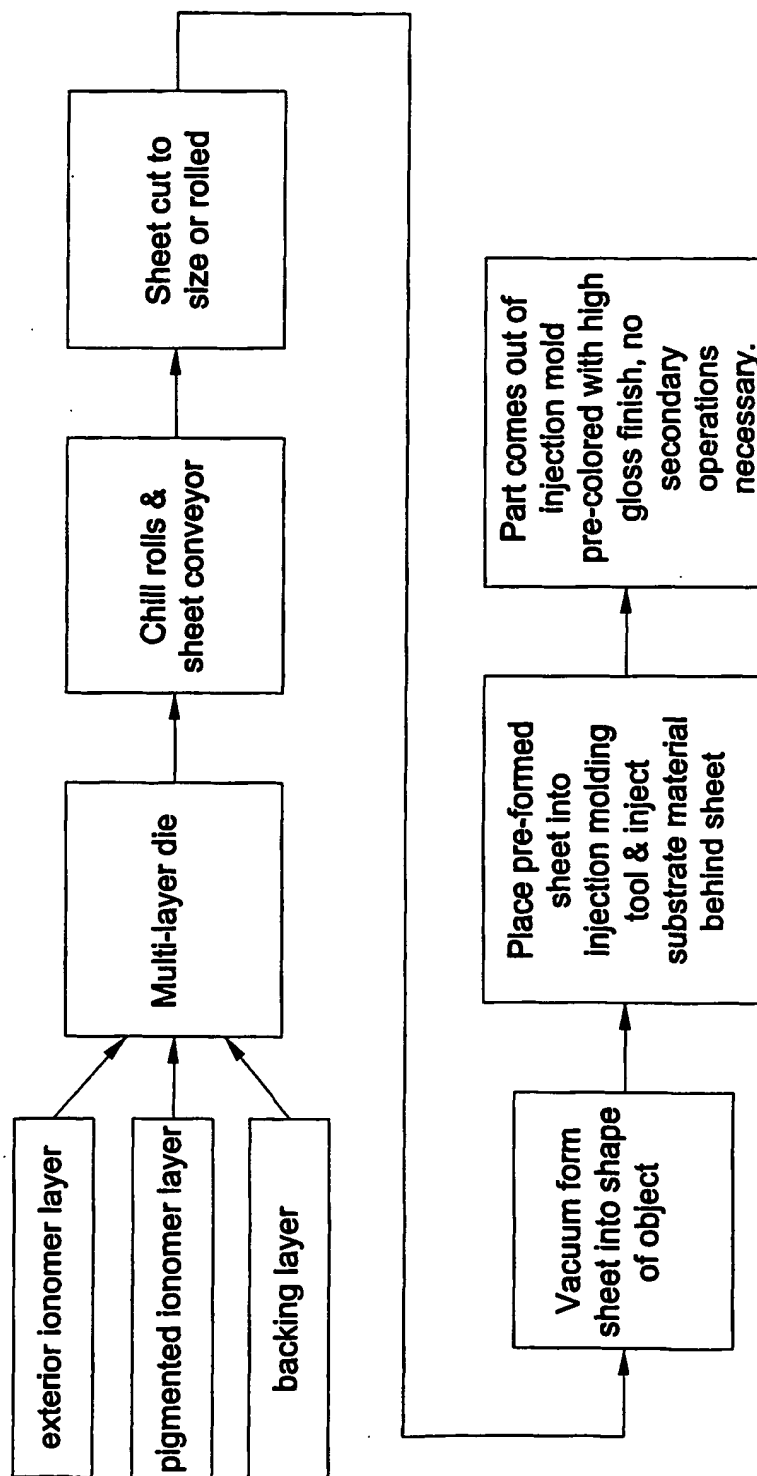 exterior ionomer layer
pigmented ionomer layer
backing layer
Multi-layer die
Chill rolls &
sheet conveyor
Sheet cut to
size or rolled
Vacuum form
sheet into shape
of object
Place pre-formed
sheet into
injection molding
tool & inject
substrate material
behind sheet
Part comes out of
injection mold
pre-colored with high
gloss finish, no
secondary
operations
necessary.